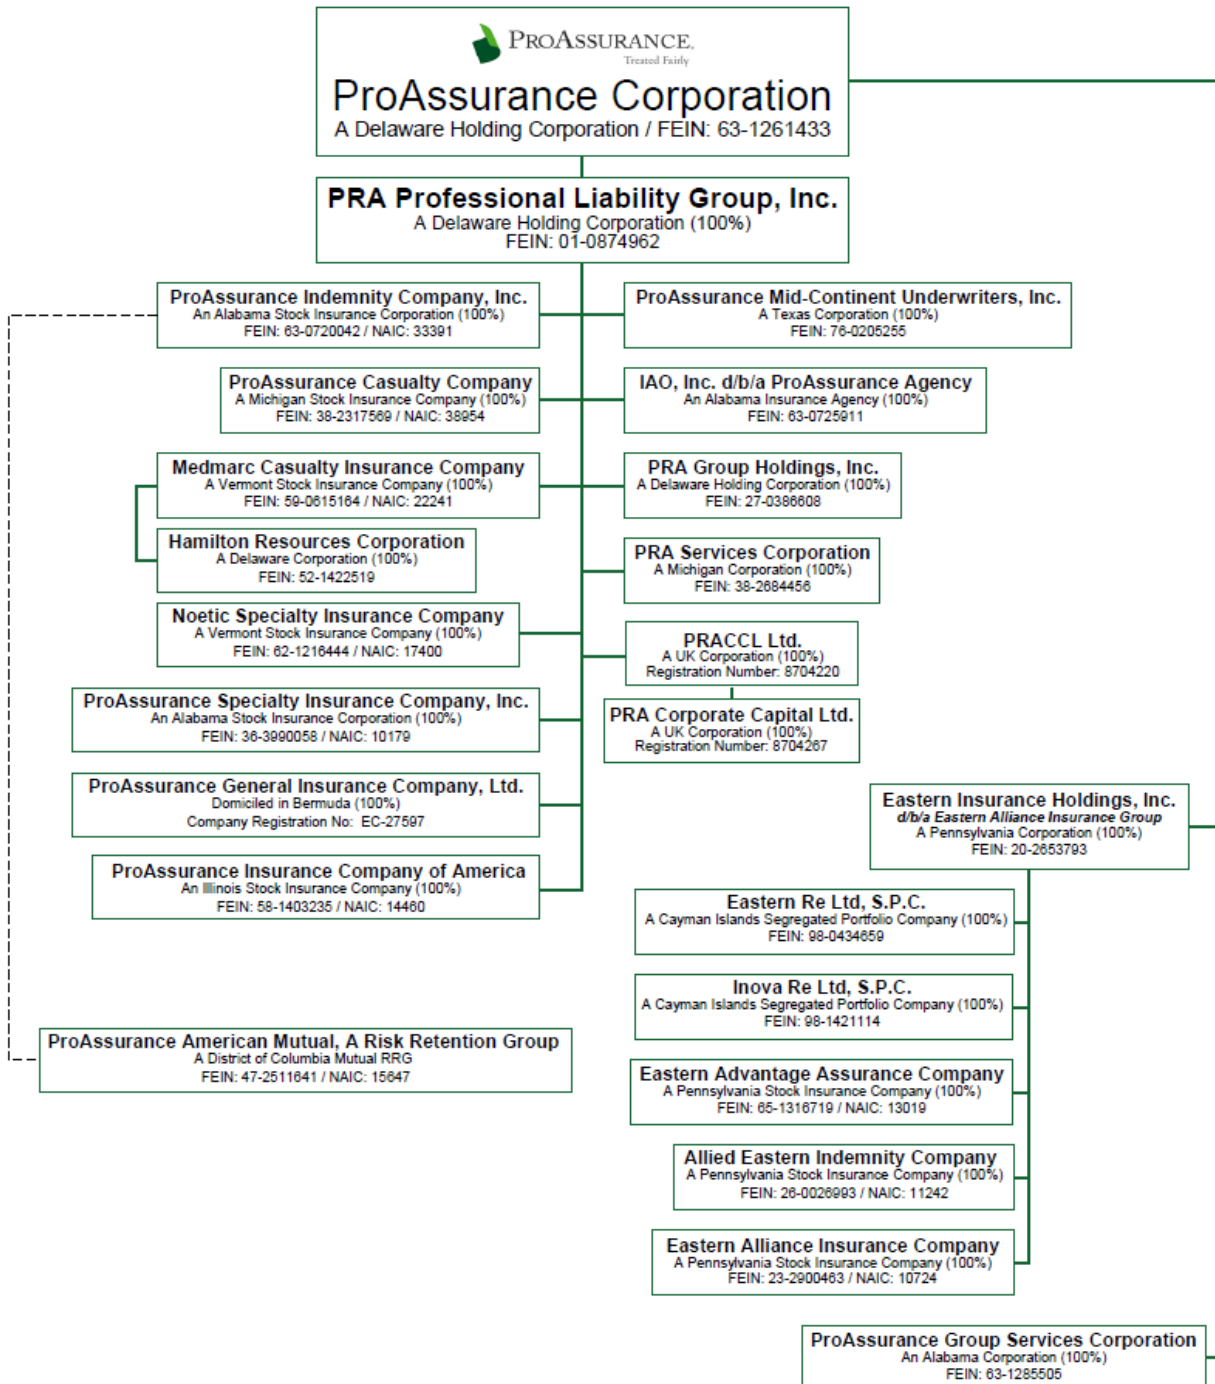 PROASSURANCE.
Treated Fairly
ProAssurance Corporation
A Delaware Holding Corporation / FEIN: 63-1261433
PRA Professional Liability Group, Inc.
A Delaware Holding Corporation (100%)
FEIN: 01-0874962
ProAssurance Indemnity Company, Inc.
An Alabama Stock Insurance Corporation (100%)
FEIN: 63-0720042 / NAIC: 33391
ProAssurance Mid-Continent Underwriters, Inc.
A Texas Corporation (100%)
FEIN: 76-0205255
ProAssurance Casualty Company
A Michigan Stock Insurance Company (100%)
FEIN: 38-2317569 / NAIC: 38954
IAO, Inc. d/b/a ProAssurance Agency
An Alabama Insurance Agency (100%)
FEIN: 63-0725911
Medmarc Casualty Insurance Company
A Vermont Stock Insurance Company (100%)
FEIN: 59-0615164 / NAIC: 22241
PRA Group Holdings, Inc.
A Delaware Holding Corporation (100%)
FEIN: 27-0386608
Hamilton Resources Corporation
A Delaware Corporation (100%)
FEIN: 52-1422519
PRA Services Corporation
A Michigan Corporation (100%)
FEIN: 38-2684456
Noetic Specialty Insurance Company
A Vermont Stock Insurance Company (100%)
FEIN: 62-1216444 / NAIC: 17400
PRACCL Ltd.
A UK Corporation (100%)
Registration Number: 8704220
ProAssurance Specialty Insurance Company, Inc.
An Alabama Stock Insurance Corporation (100%)
FEIN: 36-3990058 / NAIC: 10179
PRA Corporate Capital Ltd.
A UK Corporation (100%)
Registration Number: 8704267
ProAssurance General Insurance Company, Ltd.
Domiciled in Bermuda (100%)
Company Registration No: EC-27597
Eastern Insurance Holdings, Inc.
d/b/a Eastern Alliance Insurance Group
A Pennsylvania Corporation (100%)
FEIN: 20-2653793
ProAssurance Insurance Company of America
An Illinois Stock Insurance Company (100%)
FEIN: 58-1403235 / NAIC: 14460
Eastern Re Ltd, S.P.C.
A Cayman Islands Segregated Portfolio Company (100%)
FEIN: 98-0434659
Inova Re Ltd, S.P.C.
A Cayman Islands Segregated Portfolio Company (100%)
FEIN: 98-1421114
ProAssurance American Mutual, A Risk Retention Group
A District of Columbia Mutual RRG
FEIN: 47-2511641 / NAIC: 15647
Eastern Advantage Assurance Company
A Pennsylvania Stock Insurance Company (100%)
FEIN: 65-1316719 / NAIC: 13019
Allied Eastern Indemnity Company
A Pennsylvania Stock Insurance Company (100%)
FEIN: 26-0026993 / NAIC: 11242
Eastern Alliance Insurance Company
A Pennsylvania Stock Insurance Company (100%)
FEIN: 23-2900463 / NAIC: 10724
ProAssurance Group Services Corporation
An Alabama Corporation (100%)
FEIN: 63-1285505